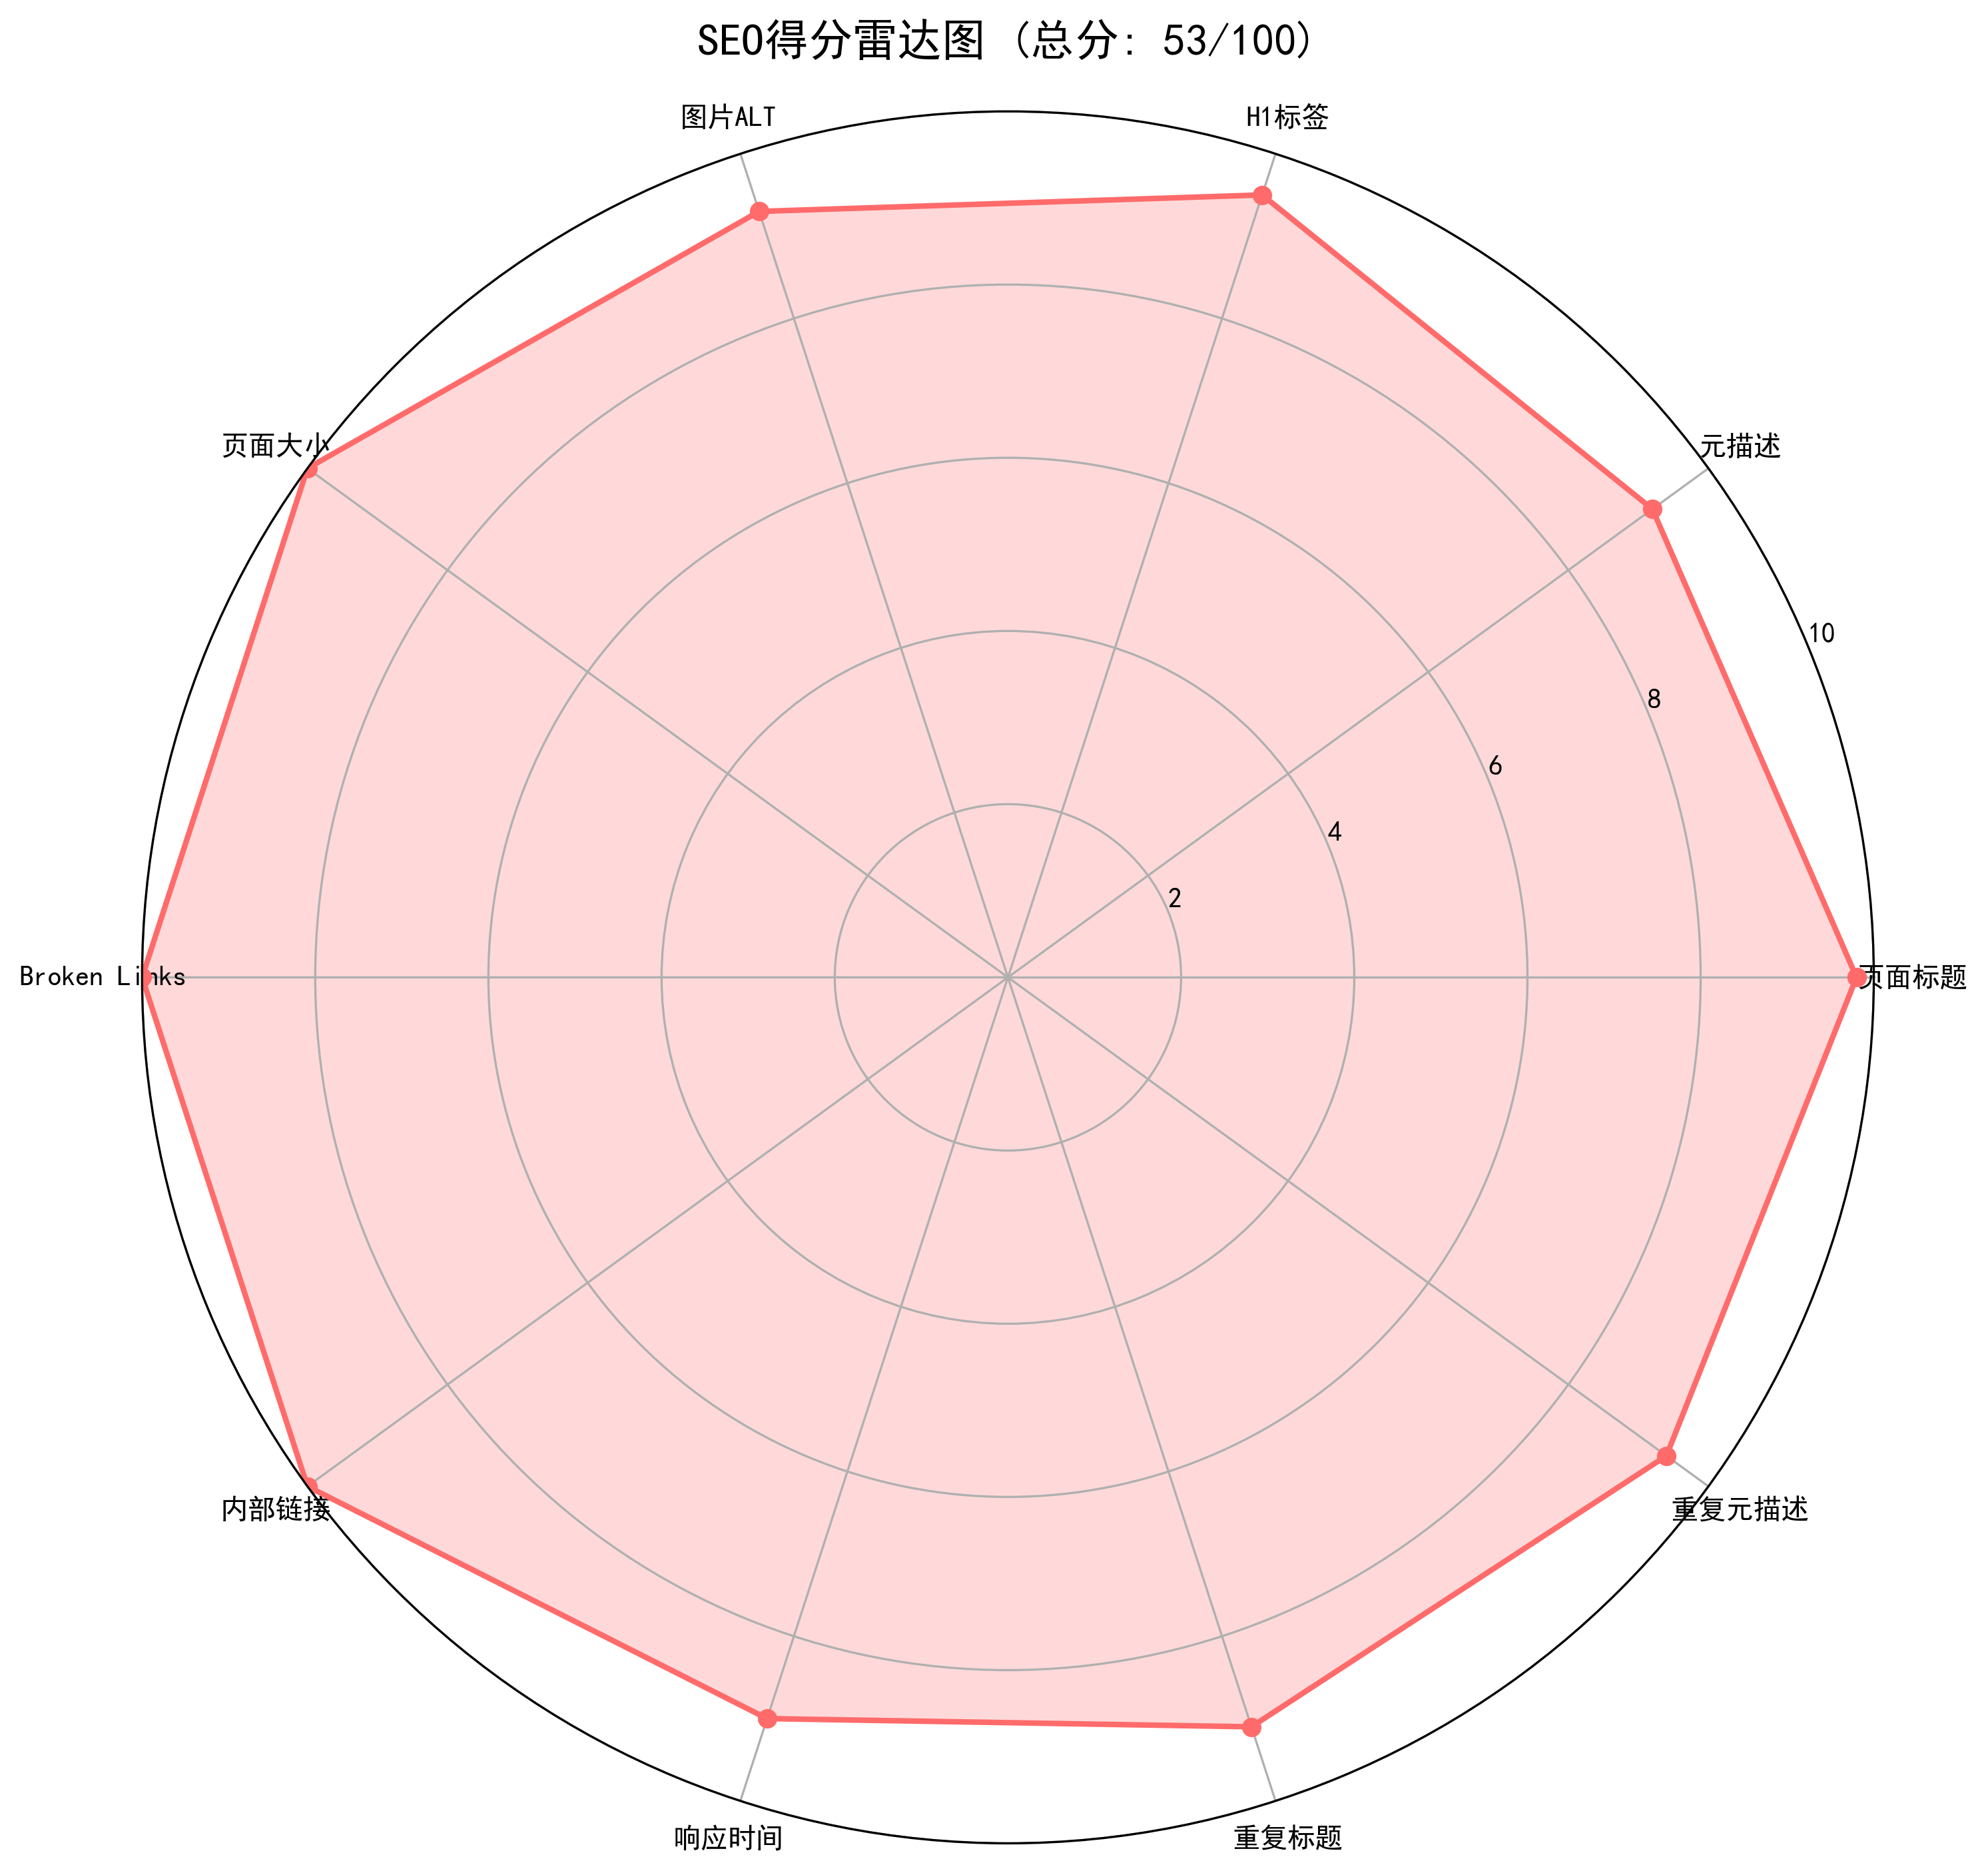 SEO得分雷达图 (总分: 53/100)
图片ALT
H1标签
页面大小
元描述
10
8
6
4
2
Broken Links
页面标题
内部链接
重复元描述
响应时间
重复标题